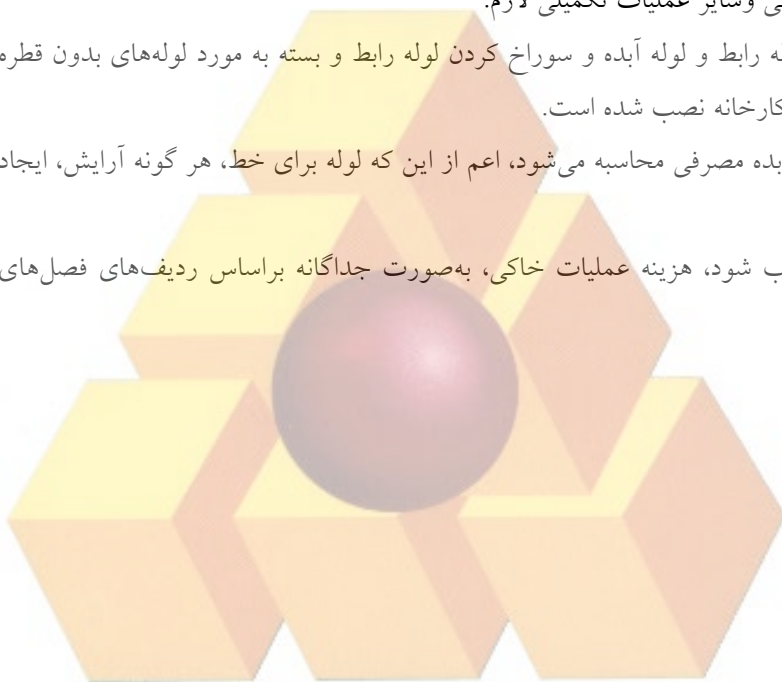 ی وسایر عملیات تکمیلی لازم.
ه رابط و لوله آبده و سوراخ کردن لوله رابط و بسته به مورد لوله‌های بدون قطره
کارخانه نصب شده است.
بده مصرفی محاسبه می‌شود، اعم از این که لوله برای خط، هر گونه آرایش، ایجاد
ب شود، هزینه عملیات خاکی، به‌صورت جداگانه براساس ردیف‌های فصل‌های